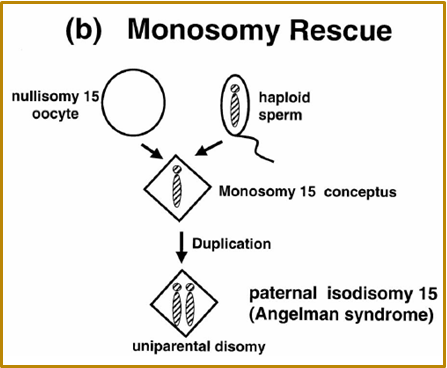 (b) Monosomy Rescue
nullisomy 15
oocyte
haploid
sperm
Monosomy 15 conceptus
Duplication
paternal isodisomy 15
(Angelman syndrome)
uniparental disomy